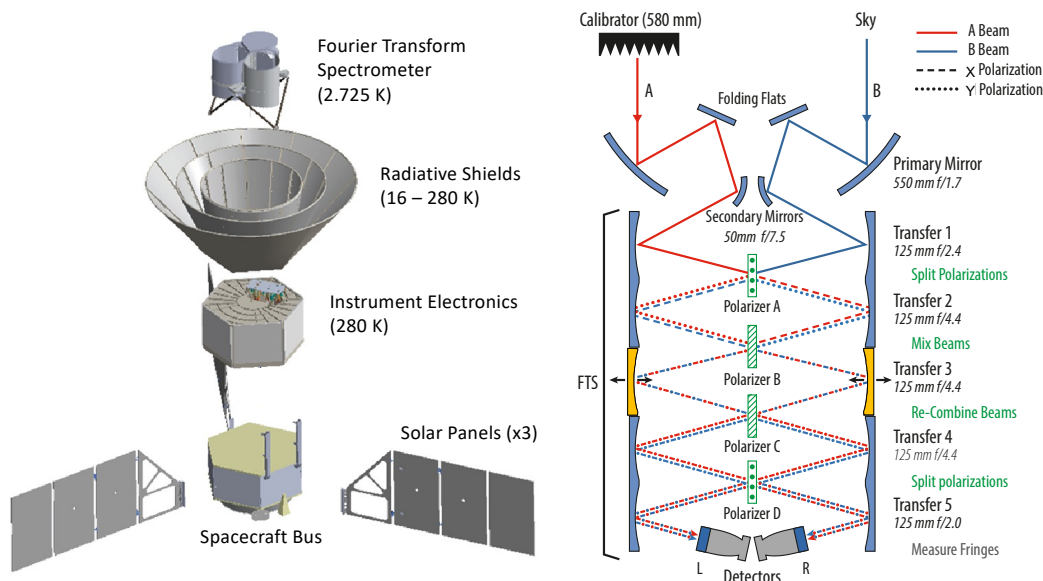 Fourier Transform
Spectrometer
(2.725 K)
Radiative Shields
(16 – 280 K)
Instrument Electronics
(280 K)
Solar Panels (x3)
Spacecraft Bus
Calibrator (580 mm)
Sky
A Beam
B Beam
X Polarization
Y Polarization
A
B
Folding Flats
Primary Mirror
550 mm f/1.7
Secondary Mirrors
50mm f/7.5
Transfer 1
125 mm f/2.4
Split Polarizations
Polarizer A
Transfer 2
125 mm f/4.4
Mix Beams
Polarizer B
FTS
Transfer 3
125 mm f/4.4
Re-Combine Beams
Polarizer C
Transfer 4
125 mm f/4.4
Split polarizations
Polarizer D
Transfer 5
125 mm f/2.0
Measure Fringes
L
R
Detectors